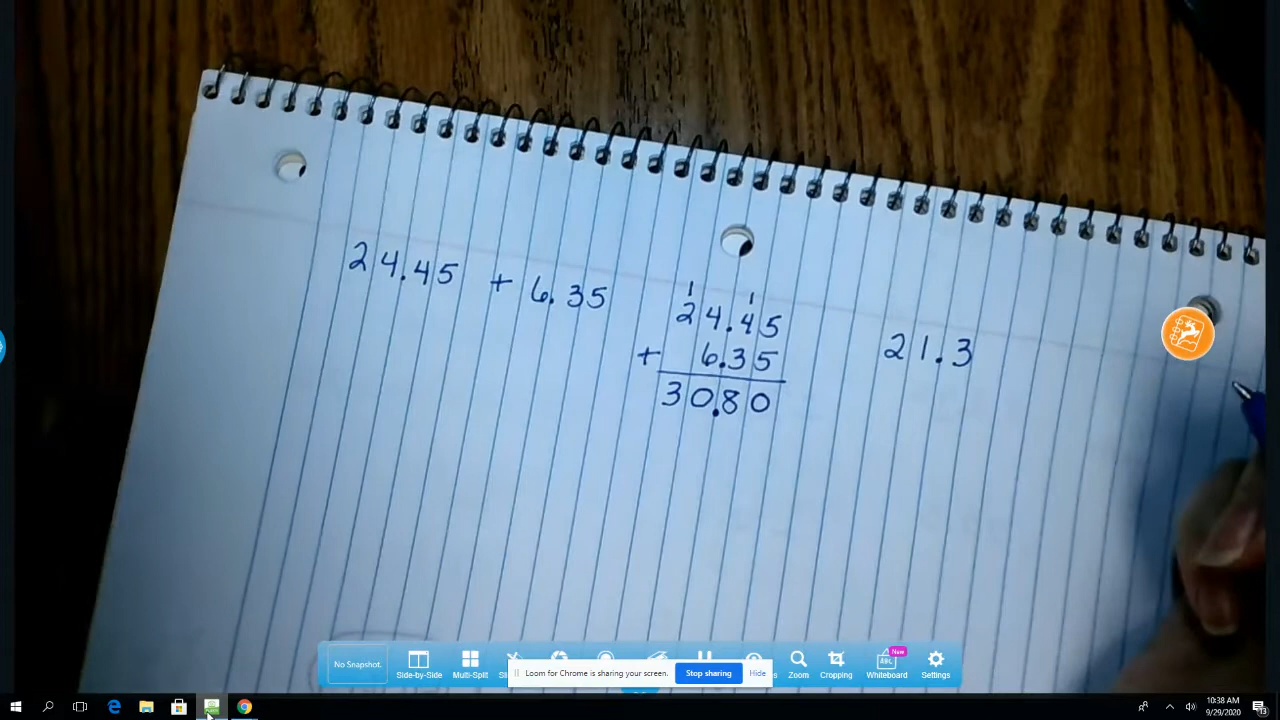 24.45 + 6.35
1 1
24.45
+ 6.35
30.80
21.3
No Snapshot.
Side-by-Side
Multi-Split
Loom for Chrome is sharing your screen.
Stop sharing
Hide
Zoom
Cropping
New
Whiteboard
Settings
10:38 AM
9/29/2020
13